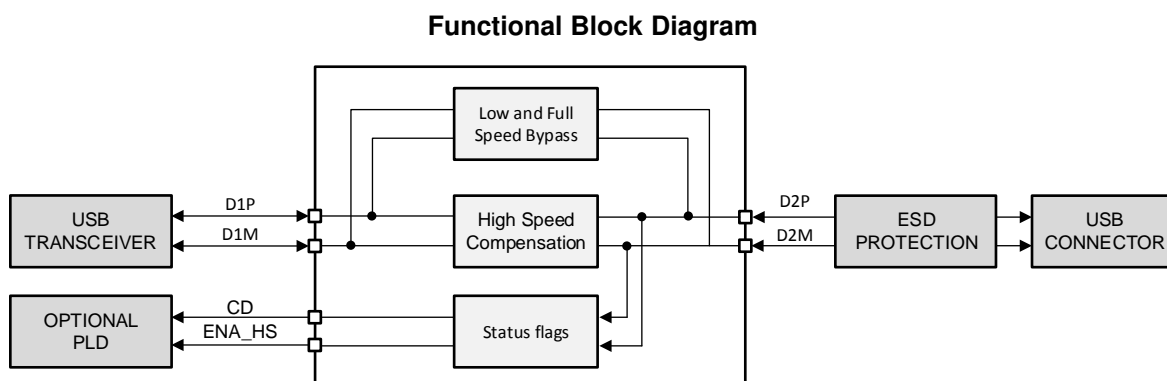 Functional Block Diagram
Low and Full
Speed Bypass
D1P
D2P
USB
TRANSCEIVER
High Speed
Compensation
ESD
PROTECTION
USB
CONNECTOR
D1M
D2M
CD
OPTIONAL
PLD
ENA_HS
Status flags